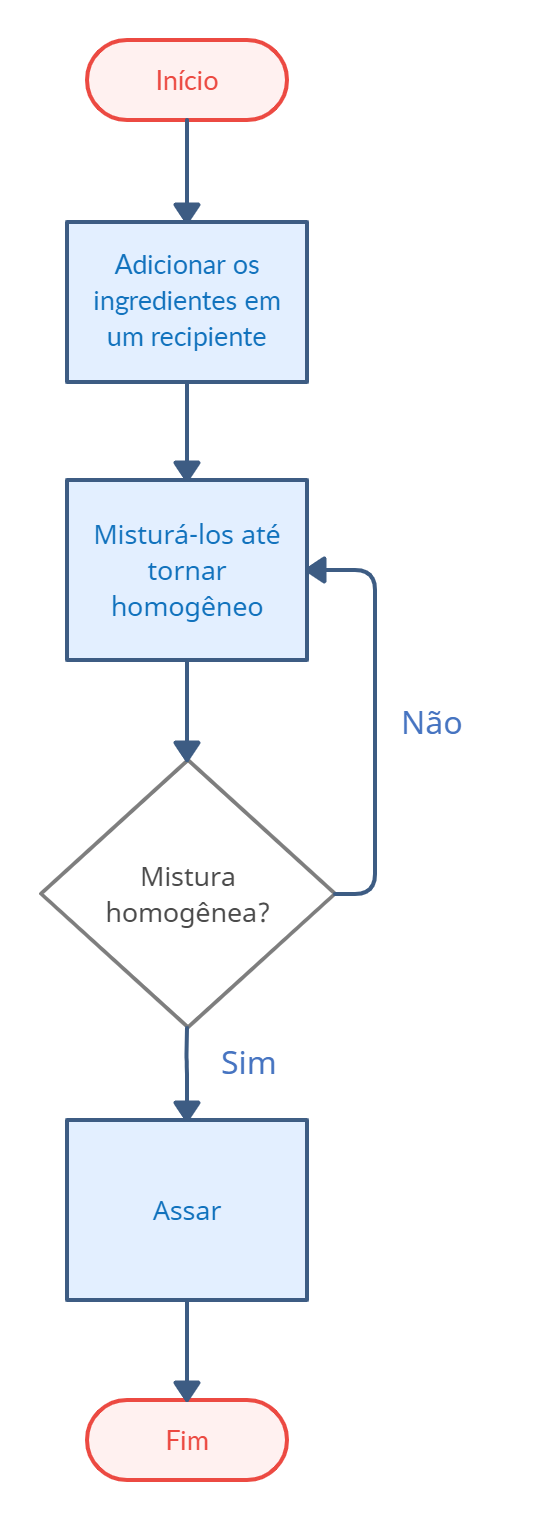 Início
Adicionar os
ingredientes em
um recipiente
Misturá-los até
tornar
homogêneo
Não
Mistura
homogênea?
Sim
Assar
Fim